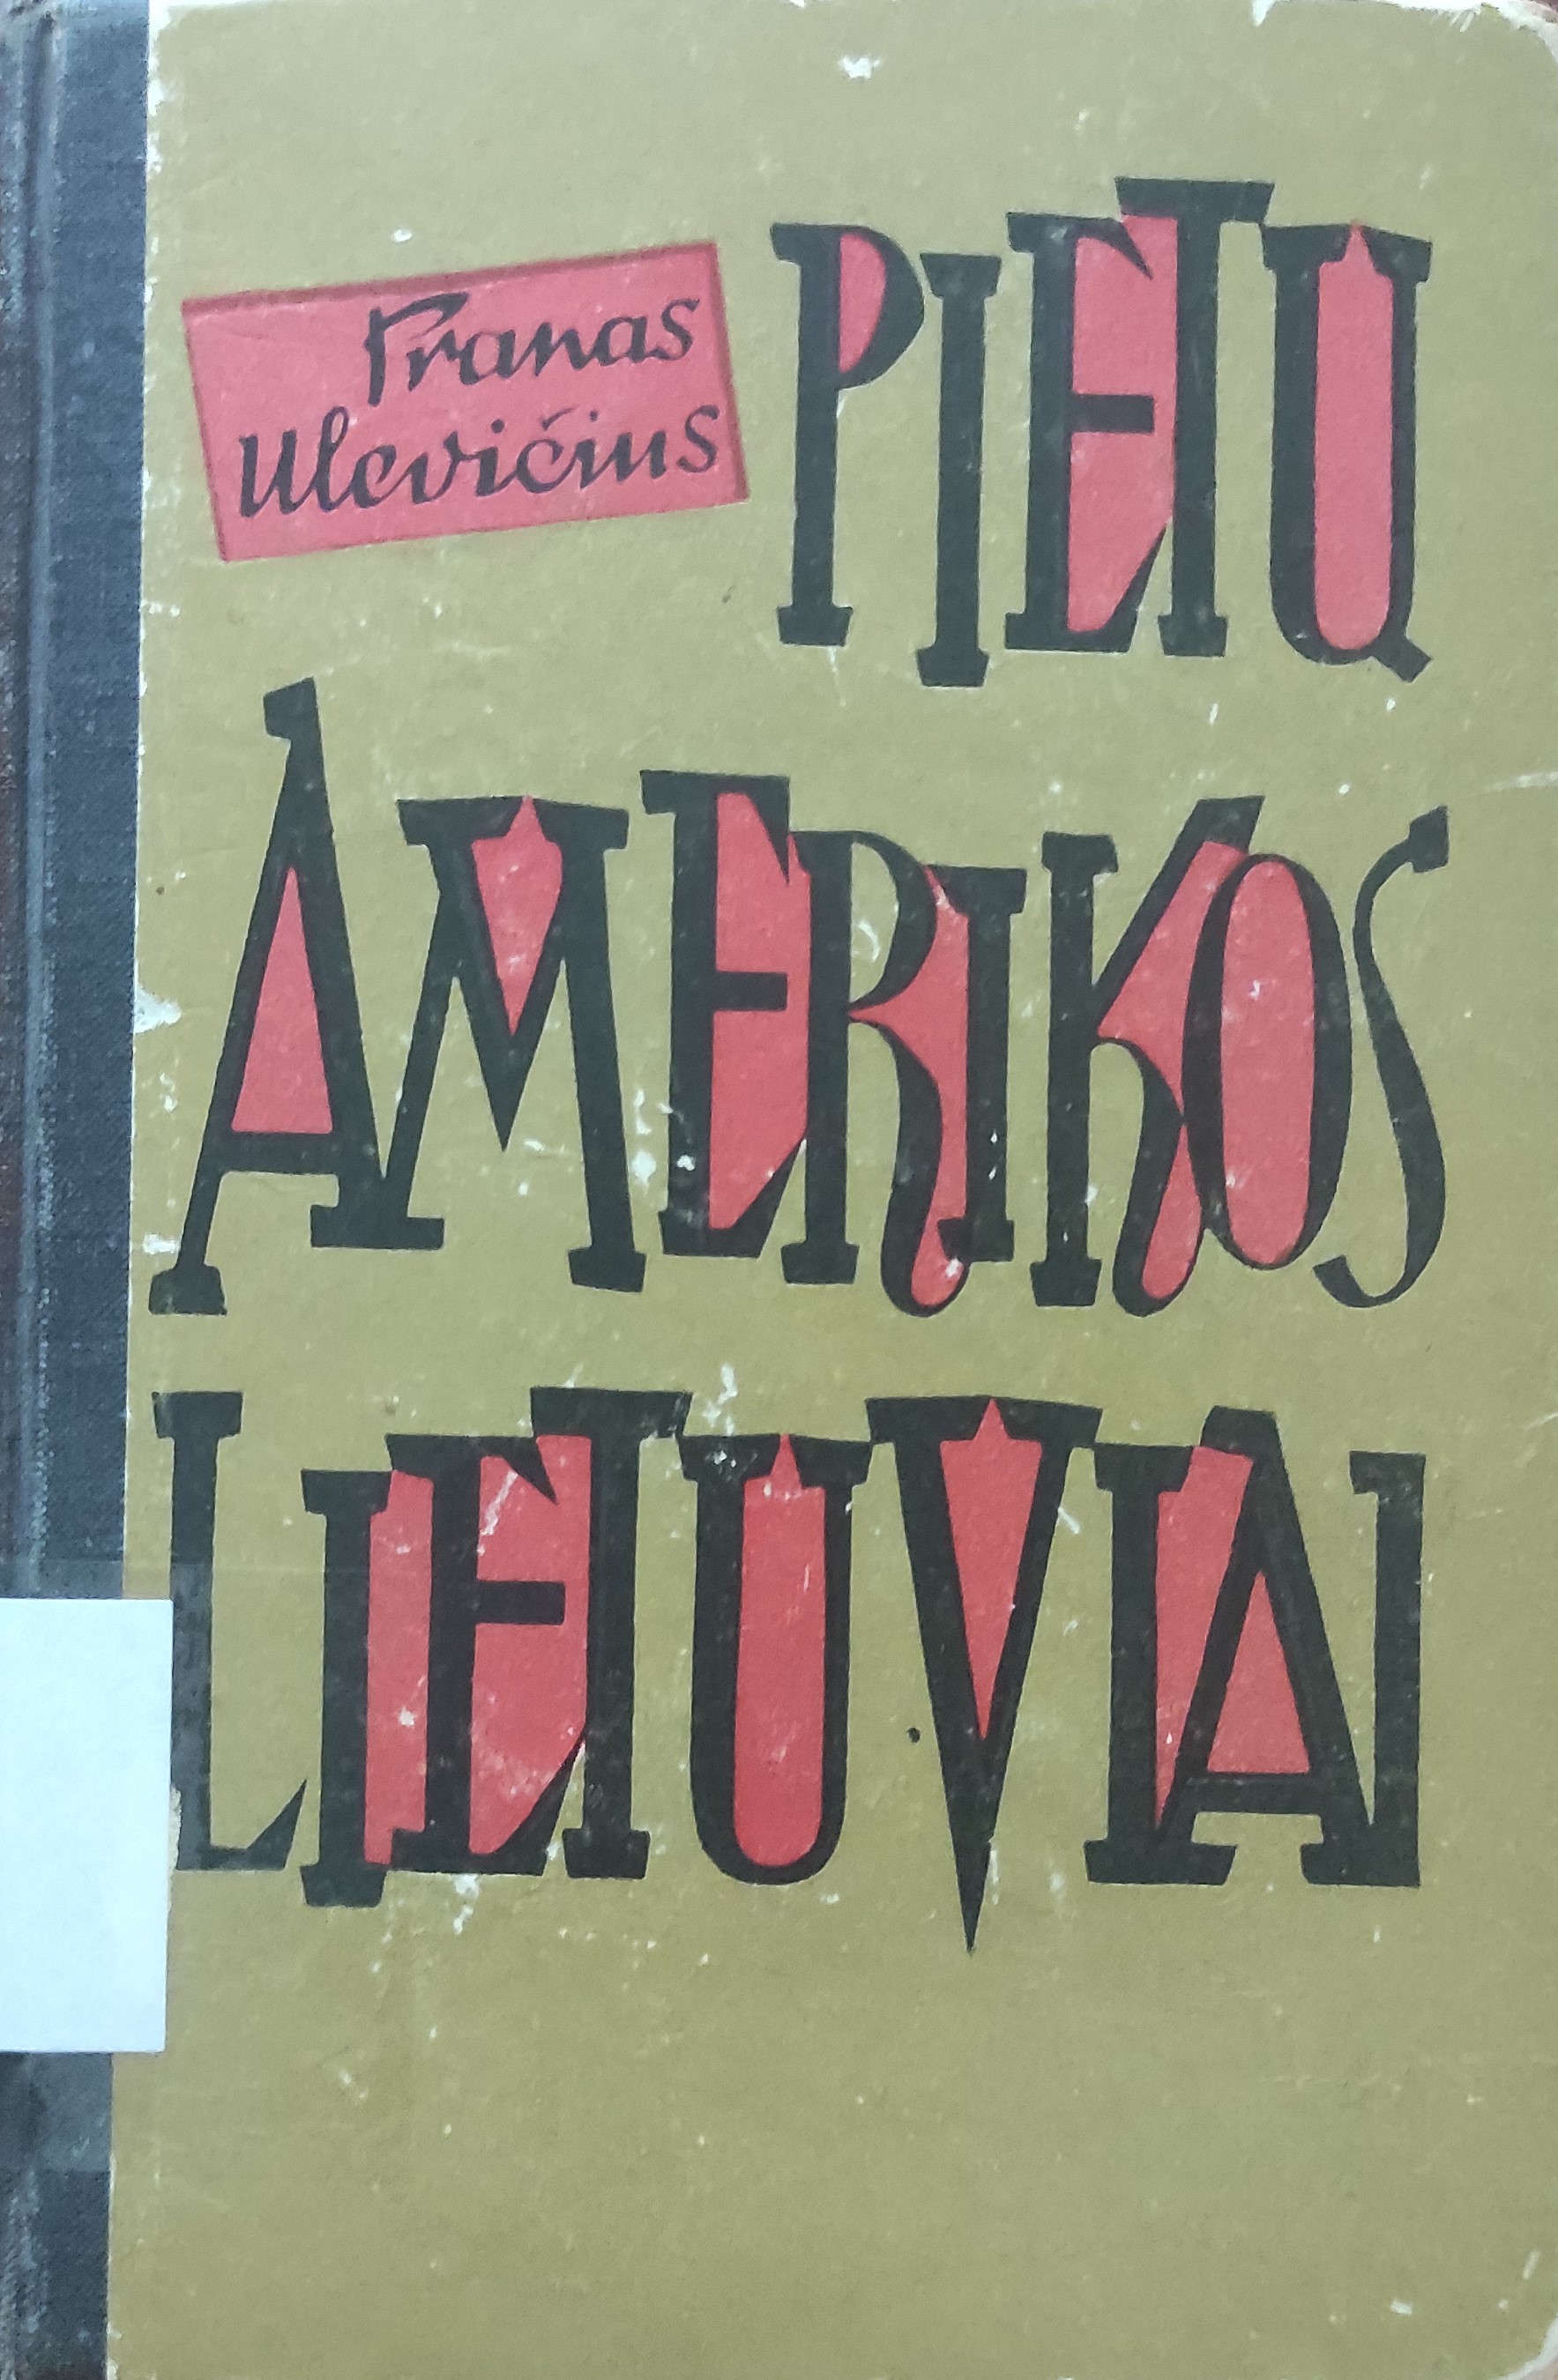 Pranas
Ulevičius
PIETŲ
AMERIKOS
LIETUVIAI